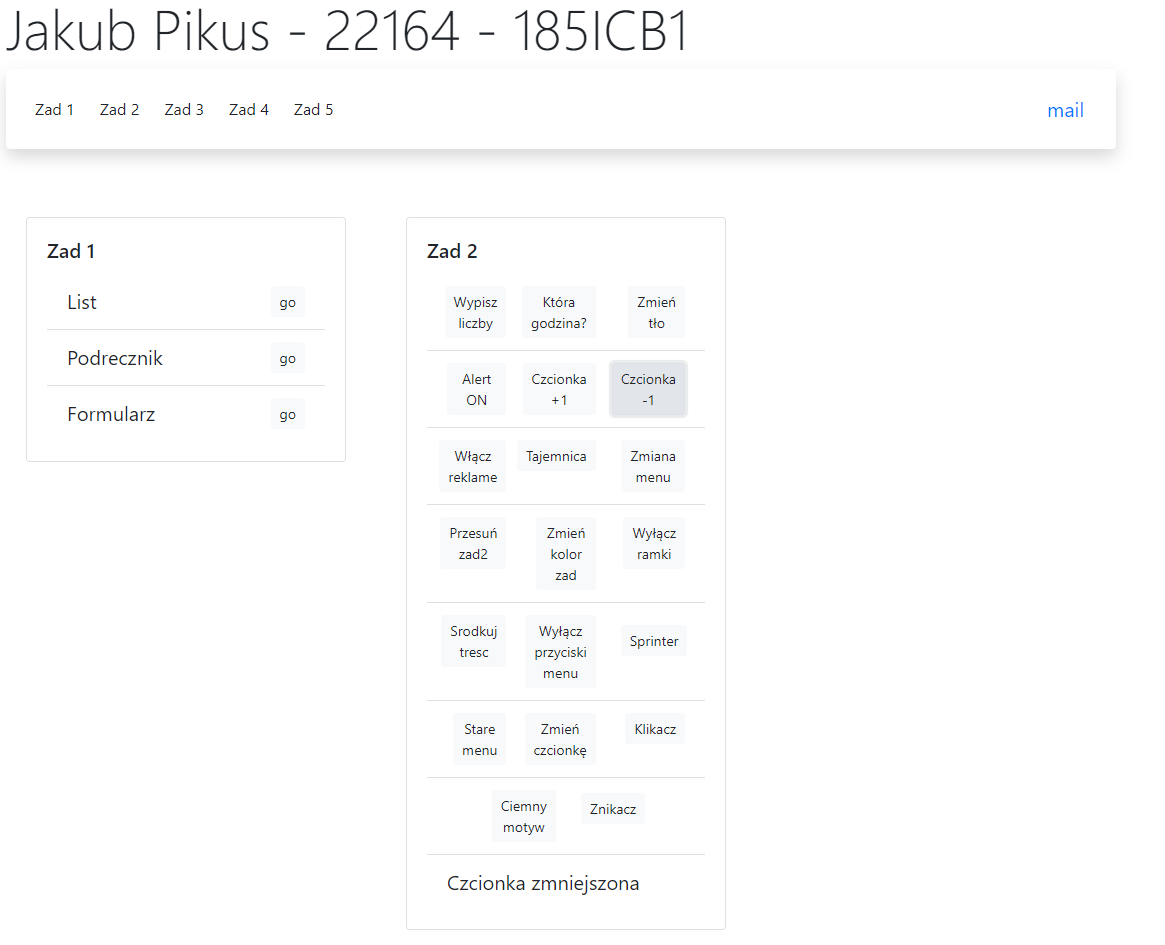 Jakub Pikus - 22164 - 185ICB1
Zad 1 Zad 2 Zad 3 Zad 4 Zad 5 mail
Zad 1
List go
Podrecznik go
Formularz go
Zad 2
Wypisz
liczby
Która
godzina?
Zmień
tło
Alert
ON
Czcionka
+1
Czcionka
-1
Włącz
reklame
Tajemnica
Zmiana
menu
Przesuń
zad2
Zmień
kolor
zad
Wyłącz
ramki
Srodkuj
tresc
Wyłącz
przyciski
menu
Sprinter
Stare
menu
Zmień
czcionkę
Klikacz
Ciemny
motyw
Znikacz
Czcionka zmniejszona